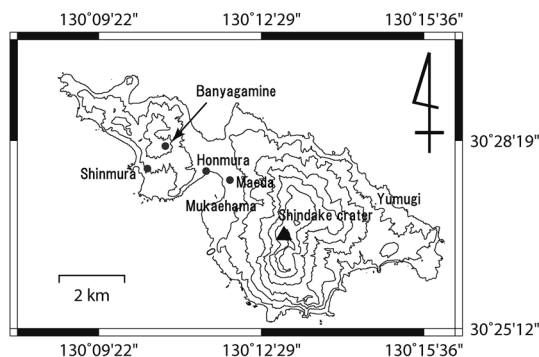 130°09'22"
130°12'29"
130°15'36"
Banyagamine
130°28'19"
Honmura
Shinmura
Maeda
Yumugi
Mukaehama
Shindake crater
2 km
30°25'12"
130°09'22"
130°12'29"
130°15'36"